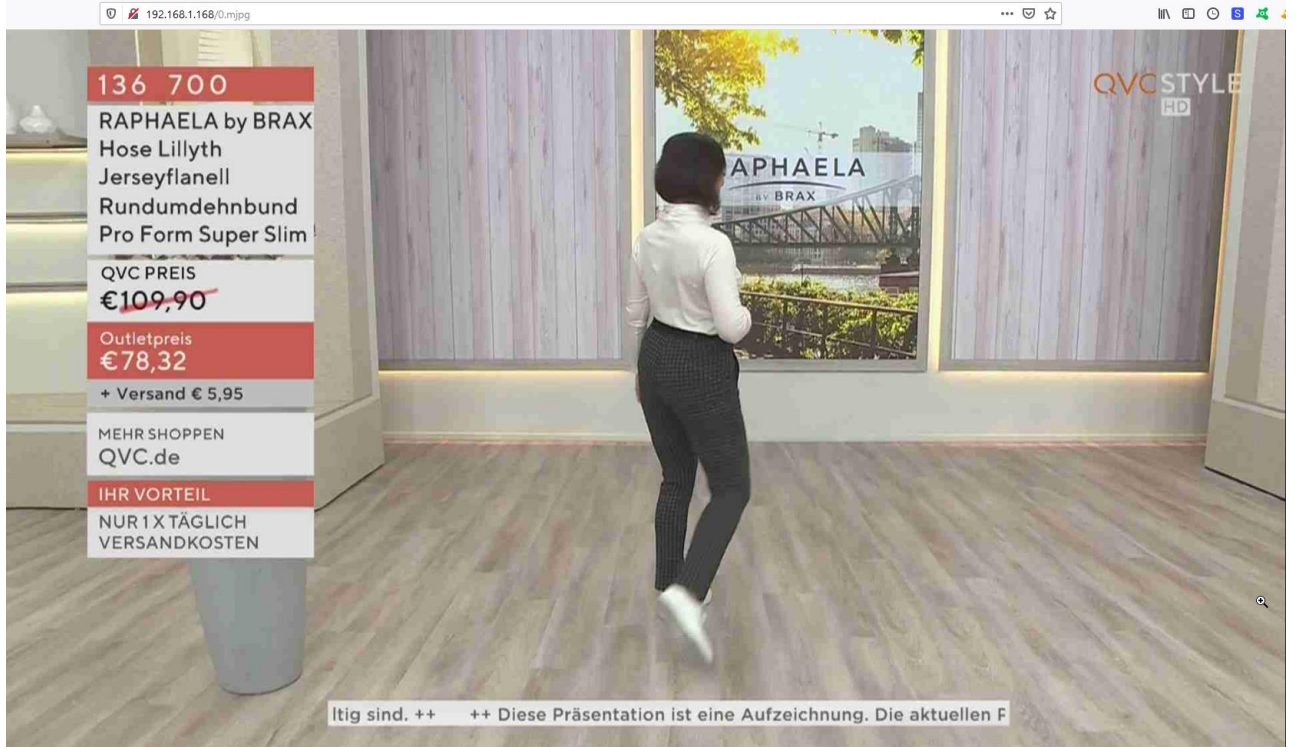 192.168.1.168/0.mjpg
136 700
RAPHAELA by BRAX
Hose Lillyth
Jerseyflanell
Rundumdehnbund
Pro Form Super Slim
QVC PREIS
€109,90
Outletpreis
€78,32
+ Versand € 5,95
MEHR SHOPPEN
QVC.de
IHR VORTEIL
NUR 1 X TÄGLICH
VERSANDKOSTEN
APHAELA
BY BRAX
QVC STYLE
HD
ltig sind. ++ ++ Diese Präsentation ist eine Aufzeichnung. Die aktuellen P